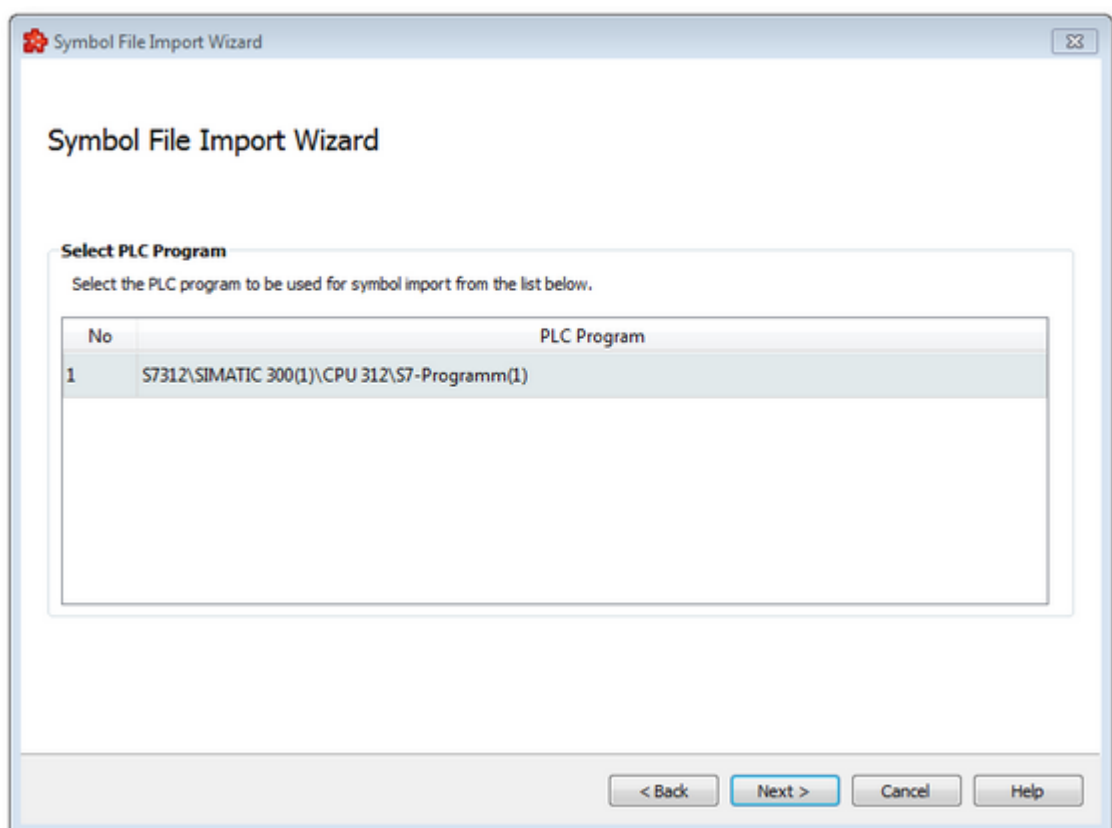 Symbol File Import Wizard
Symbol File Import Wizard
Select PLC Program
Select the PLC program to be used for symbol import from the list below.
No PLC Program
1 S7312\SIMATIC 300(1)\CPU 312\S7-Programm(1)
< Back Next > Cancel Help